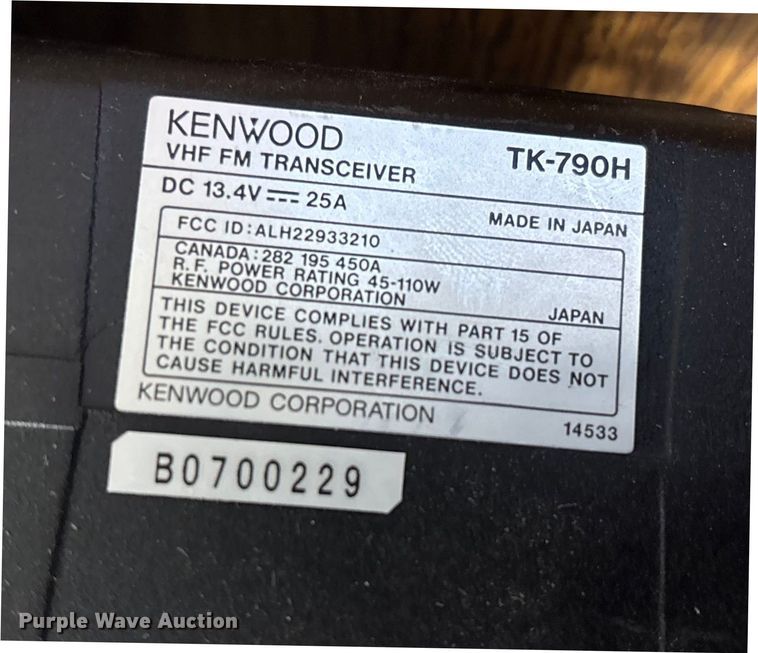 KENWOOD
VHF FM TRANSCEIVER
TK-790H
DC 13.4V ⎓ 25A
MADE IN JAPAN
FCC ID:ALH22933210
CANADA:282 195 450A
R.F. POWER RATING 45-110W
KENWOOD CORPORATION
JAPAN
THIS DEVICE COMPLIES WITH PART 15 OF
THE FCC RULES. OPERATION IS SUBJECT TO
THE CONDITION THAT THIS DEVICE DOES NOT
CAUSE HARMFUL INTERFERENCE.
KENWOOD CORPORATION
14533
B0700229
Purple Wave Auction